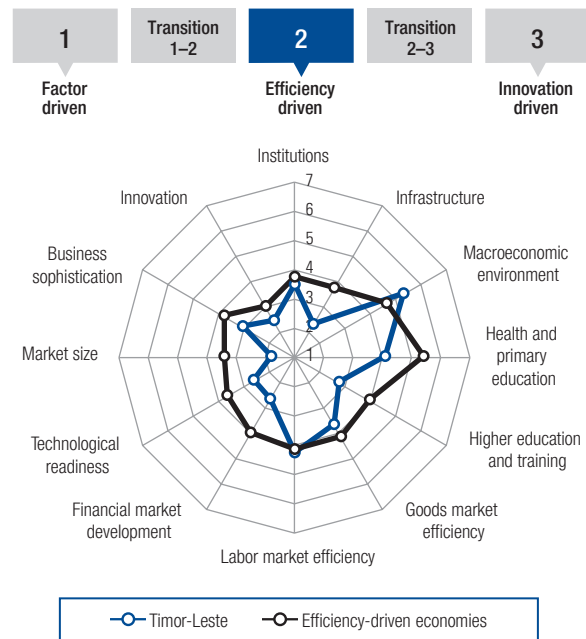 1
Transition
1–2
2
Transition
2–3
3
Factor
driven
Efficiency
driven
Innovation
driven
Institutions
Innovation
Infrastructure
Business
sophistication
Macroeconomic
environment
Market size
Health and
primary
education
Technological
readiness
Higher education
and training
Financial market
development
Goods market
efficiency
Labor market efficiency
7
6
5
4
3
2
1
Timor-Leste
Efficiency-driven economies